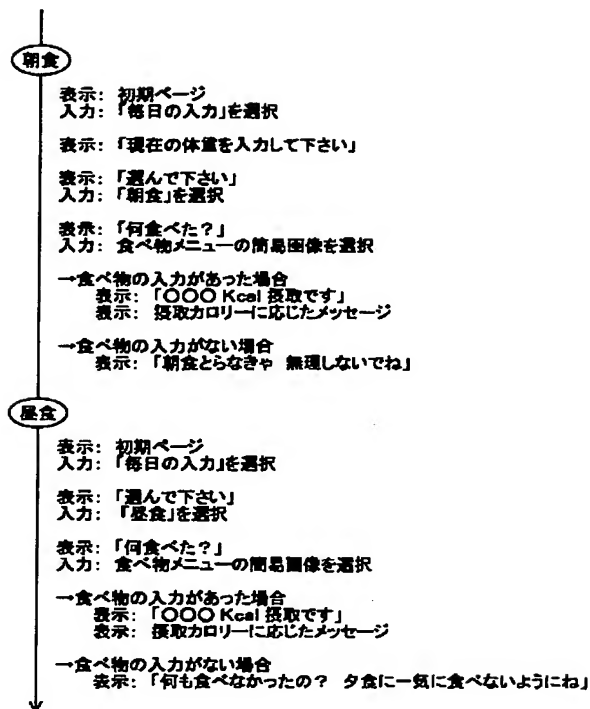 朝食
表示: 初期ページ
入力: 「毎日の入力」を選択
表示: 「現在の体重を入力して下さい」
表示: 「選んで下さい」
入力: 「朝食」を選択
表示: 「何食べた?」
入力: 食べ物メニューの簡易画像を選択
→食べ物の入力があった場合
表示: 「〇〇〇 Kcal 摂取です」
表示: 摂取カロリーに応じたメッセージ
→食べ物の入力がない場合
表示: 「朝食とらなきゃ 無理しないでね」
昼食
表示: 初期ページ
入力: 「毎日の入力」を選択
表示: 「選んで下さい」
入力: 「昼食」を選択
表示: 「何食べた?」
入力: 食べ物メニューの簡易画像を選択
→食べ物の入力があった場合
表示: 「〇〇〇 Kcal 摂取です」
表示: 摂取カロリーに応じたメッセージ
→食べ物の入力がない場合
表示: 「何も食べなかったの? 夕食に一気に食べないようにね」